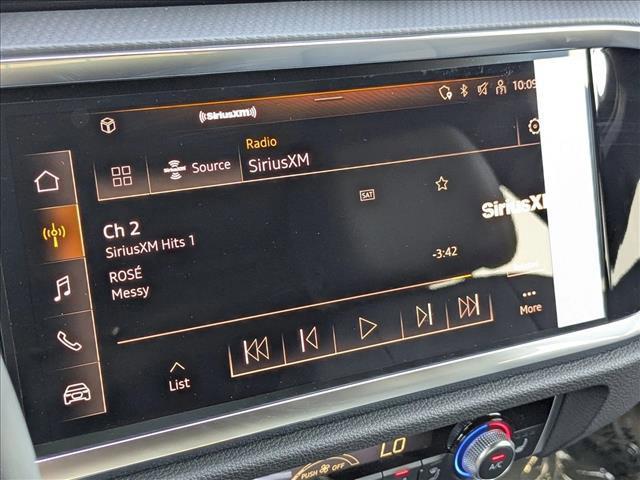 ((SiriusXM))
10:09
Radio
Source
SiriusXM
SAT
Ch 2
SiriusXM Hits 1
SiriusXM
ROSÉ
Messy
-3:42
More
List
LO
PUSH OFF
A/C